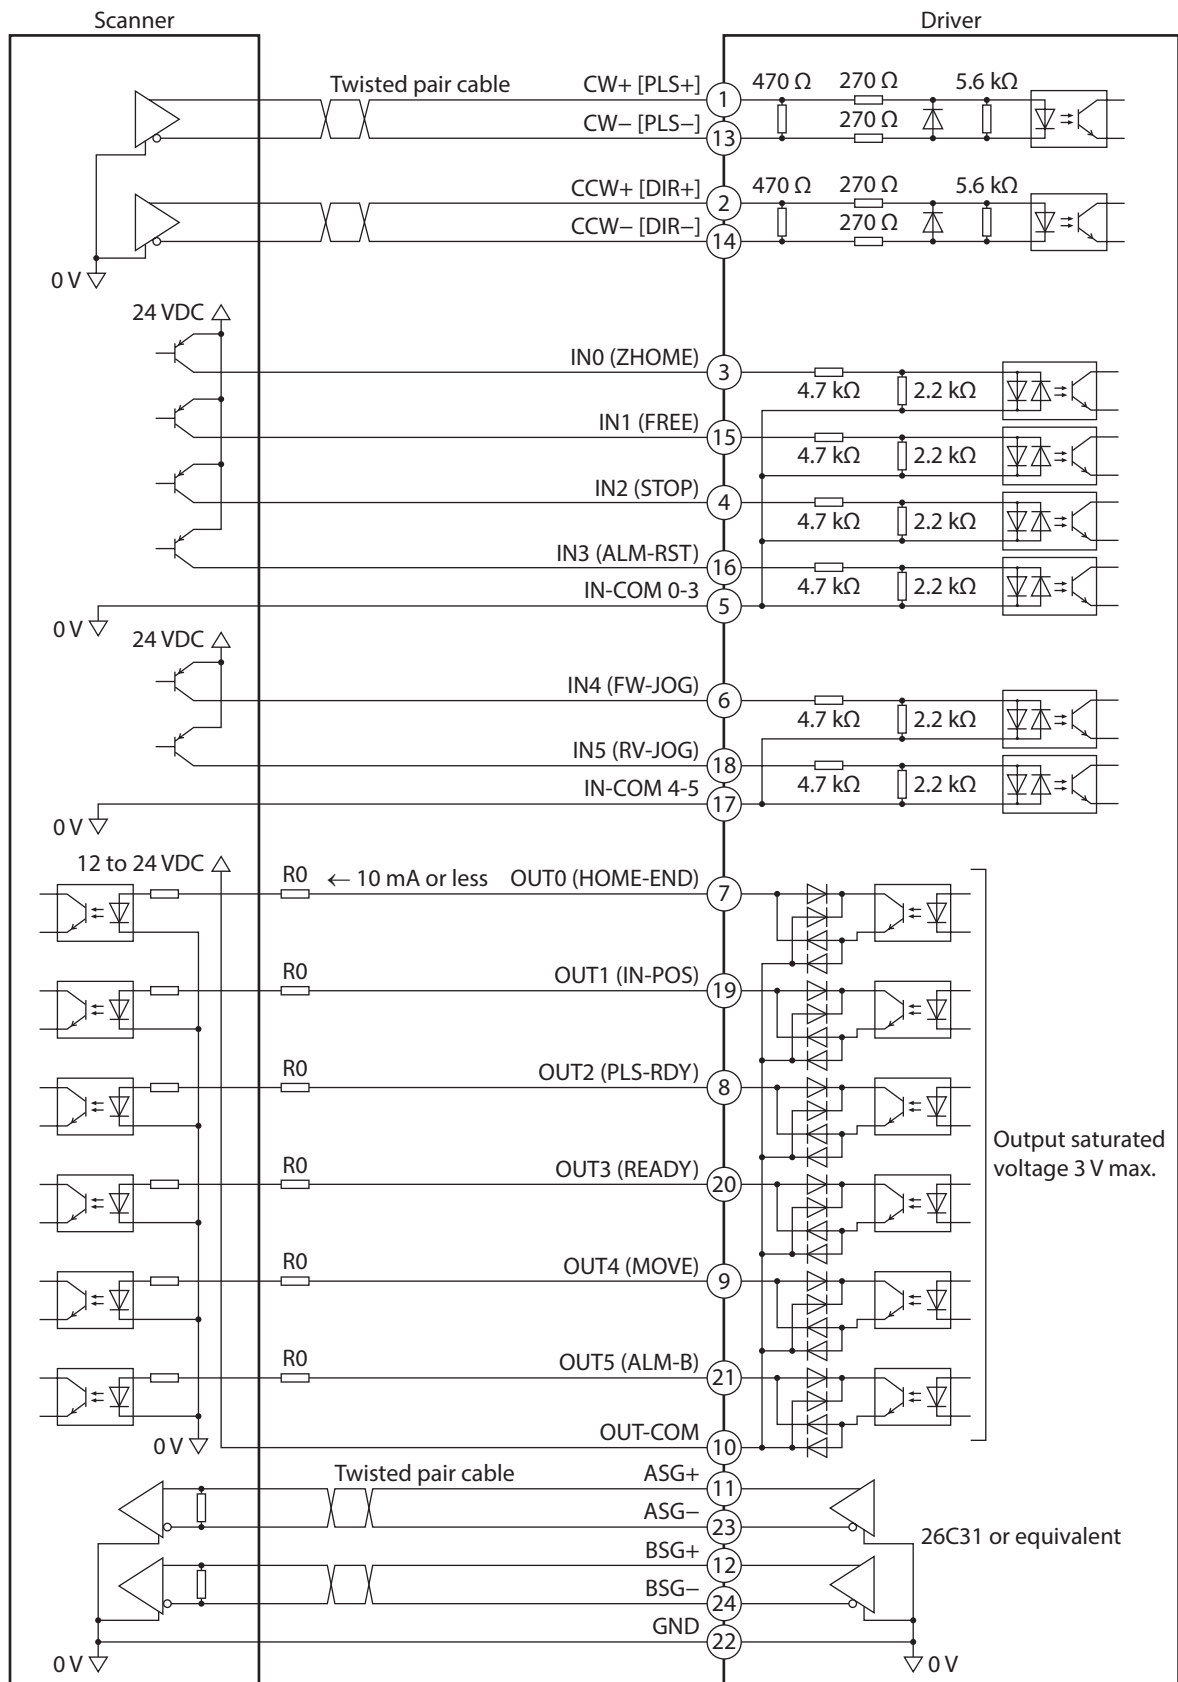 Scanner Driver
Twisted pair cable CW+ [PLS+] 1 470 Ω 270 Ω 5.6 kΩ
CW− [PLS−] 13 270 Ω
CCW+ [DIR+] 2 470 Ω 270 Ω 5.6 kΩ
CCW− [DIR−] 14 270 Ω
0 V
24 VDC
IN0 (ZHOME) 3 4.7 kΩ 2.2 kΩ
IN1 (FREE) 15 4.7 kΩ 2.2 kΩ
IN2 (STOP) 4 4.7 kΩ 2.2 kΩ
IN3 (ALM-RST) 16 4.7 kΩ 2.2 kΩ
IN-COM 0-3 5
0 V
24 VDC
IN4 (FW-JOG) 6 4.7 kΩ 2.2 kΩ
IN5 (RV-JOG) 18 4.7 kΩ 2.2 kΩ
IN-COM 4-5 17
0 V
12 to 24 VDC
R0 ← 10 mA or less OUT0 (HOME-END) 7
R0 OUT1 (IN-POS) 19
R0 OUT2 (PLS-RDY) 8
Output saturated
voltage 3 V max.
R0 OUT3 (READY) 20
R0 OUT4 (MOVE) 9
R0 OUT5 (ALM-B) 21
0 V OUT-COM 10
Twisted pair cable ASG+ 11
ASG− 23
26C31 or equivalent
BSG+ 12
BSG− 24
GND 22
0 V 0 V